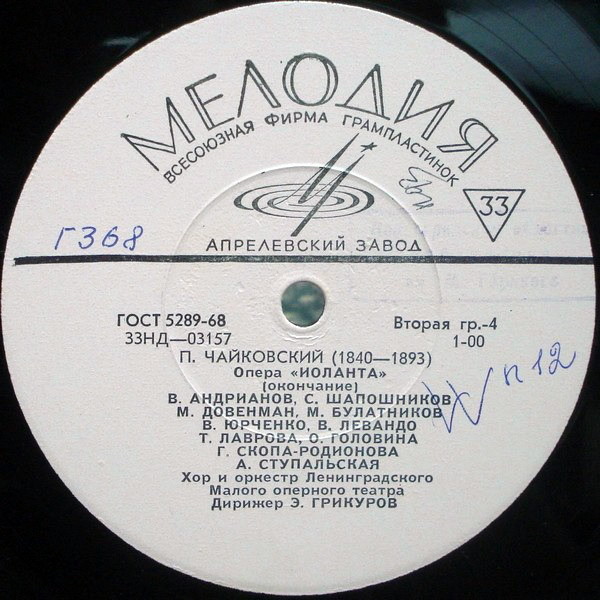 МЕЛОДИЯ
ВСЕСОЮЗНАЯ ФИРМА ГРАМПЛАСТИНОК
33
АПРЕЛЕВСКИЙ ЗАВОД
Г368
ГОСТ 5289-68
Вторая гр.-4
33НД—03157
1-00
П. ЧАЙКОВСКИЙ (1840—1893)
Опера «ИОЛАНТА»
(окончание)
В. АНДРИАНОВ, С. ШАПОШНИКОВ
М. ДОВЕНМАН, М. БУЛАТНИКОВ
В. ЮРЧЕНКО, В. ЛЕВАНДО
Т. ЛАВРОВА, О. ГОЛОВИНА
Г. СКОПА-РОДИОНОВА
А. СТУПАЛЬСКАЯ
Хор и оркестр Ленинградского
Малого оперного театра
Дирижер Э. ГРИКУРОВ